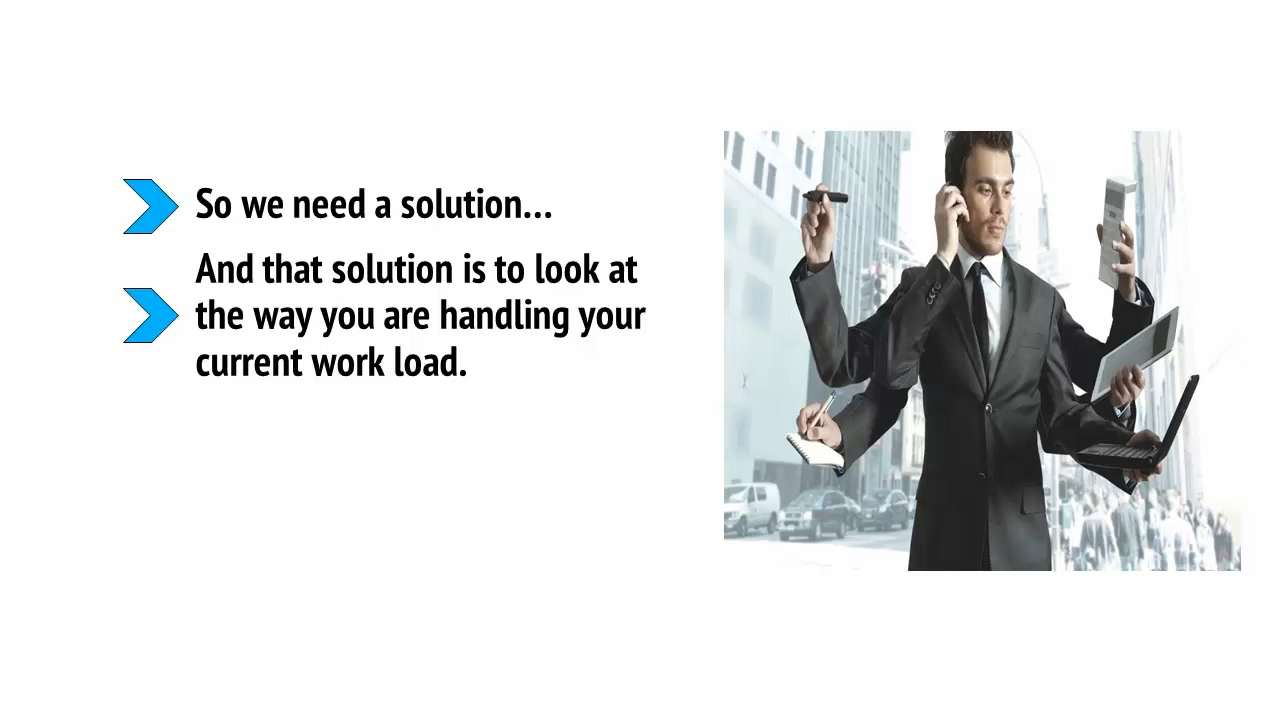 So we need a solution...
And that solution is to look at
the way you are handling your
current work load.